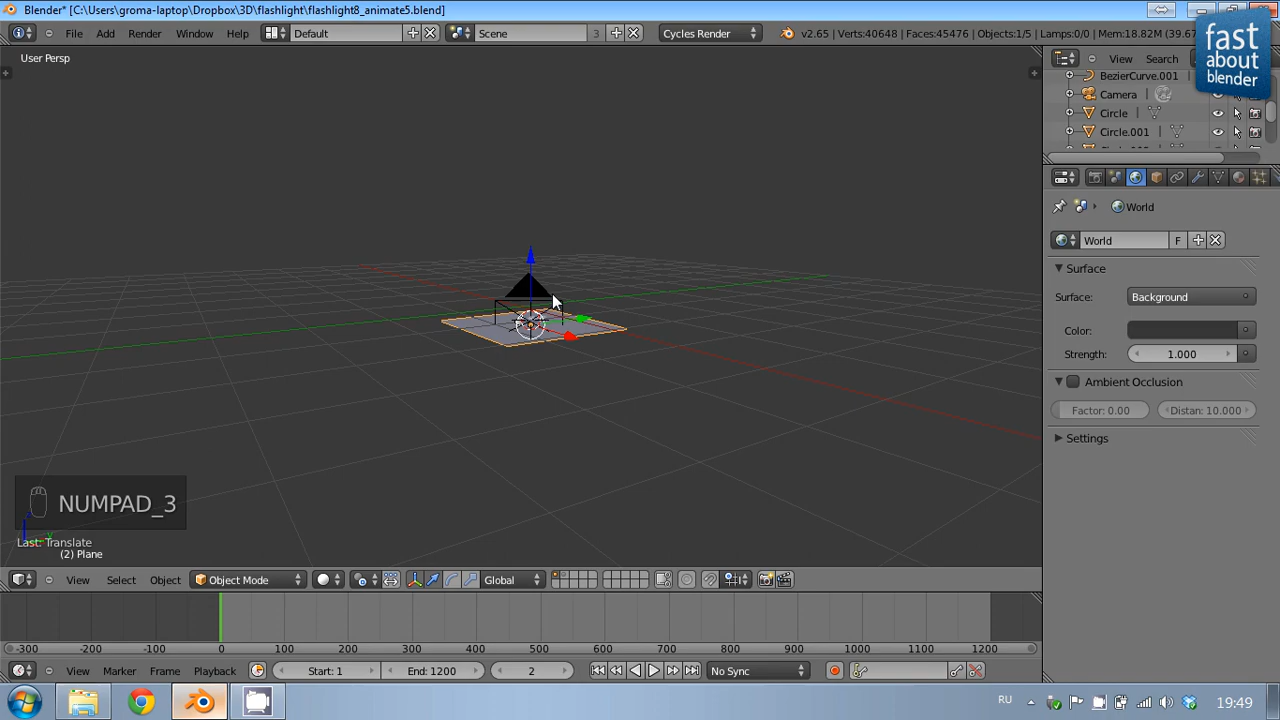 Blender* [C:\Users\groma-laptop\Dropbox\3D\flashlight\flashlight8_animate5.blend]
File Add Render Window Help Default Scene 3 Cycles Render v2.65 | Verts:40648 | Faces:45476 | Objects:1/5 | Lamps:0/0 | Mem:18.82M (39.67
fast
about
blender
User Persp
View Search
BezierCurve.001
Camera
Circle
Circle.001
World
World F
Surface
Surface: Background
Color:
Strength: 1.000
Ambient Occlusion
Factor: 0.00 Distan: 10.000
Settings
NUMPAD_3
Last: Translate
(2) Plane
View Select Object Object Mode Global
-300 -200 -100 0 100 200 300 400 500 600 700 800 900 1000 1100 1200
View Marker Frame Playback Start: 1 End: 1200 2 No Sync
RU 19:49